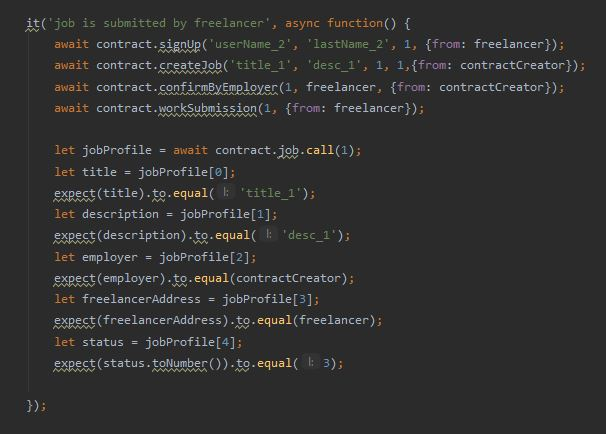 it('job is submitted by freelancer', async function() {
await contract.signUp('userName_2', 'lastName_2', 1, {from: freelancer});
await contract.createJob('title_1', 'desc_1', 1, 1,{from: contractCreator});
await contract.confirmByEmployer(1, freelancer, {from: contractCreator});
await contract.workSubmission(1, {from: freelancer});
let jobProfile = await contract.job.call(1);
let title = jobProfile[0];
expect(title).to.equal( l: 'title_1');
let description = jobProfile[1];
expect(description).to.equal( l: 'desc_1');
let employer = jobProfile[2];
expect(employer).to.equal(contractCreator);
let freelancerAddress = jobProfile[3];
expect(freelancerAddress).to.equal(freelancer);
let status = jobProfile[4];
expect(status.toNumber()).to.equal( l: 3);
});